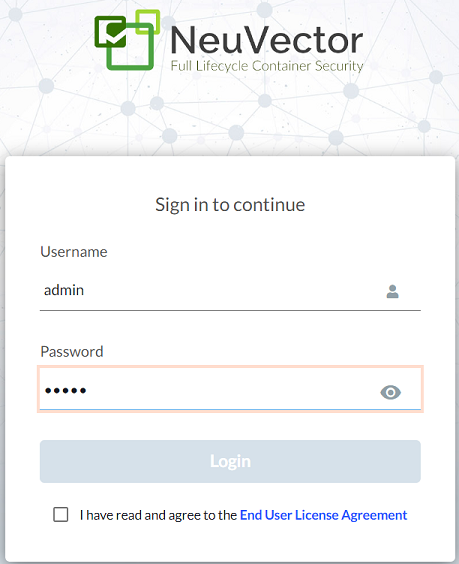 NeuVector
Full Lifecycle Container Security
Sign in to continue
Username
admin
Password
•••••
Login
I have read and agree to the End User License Agreement